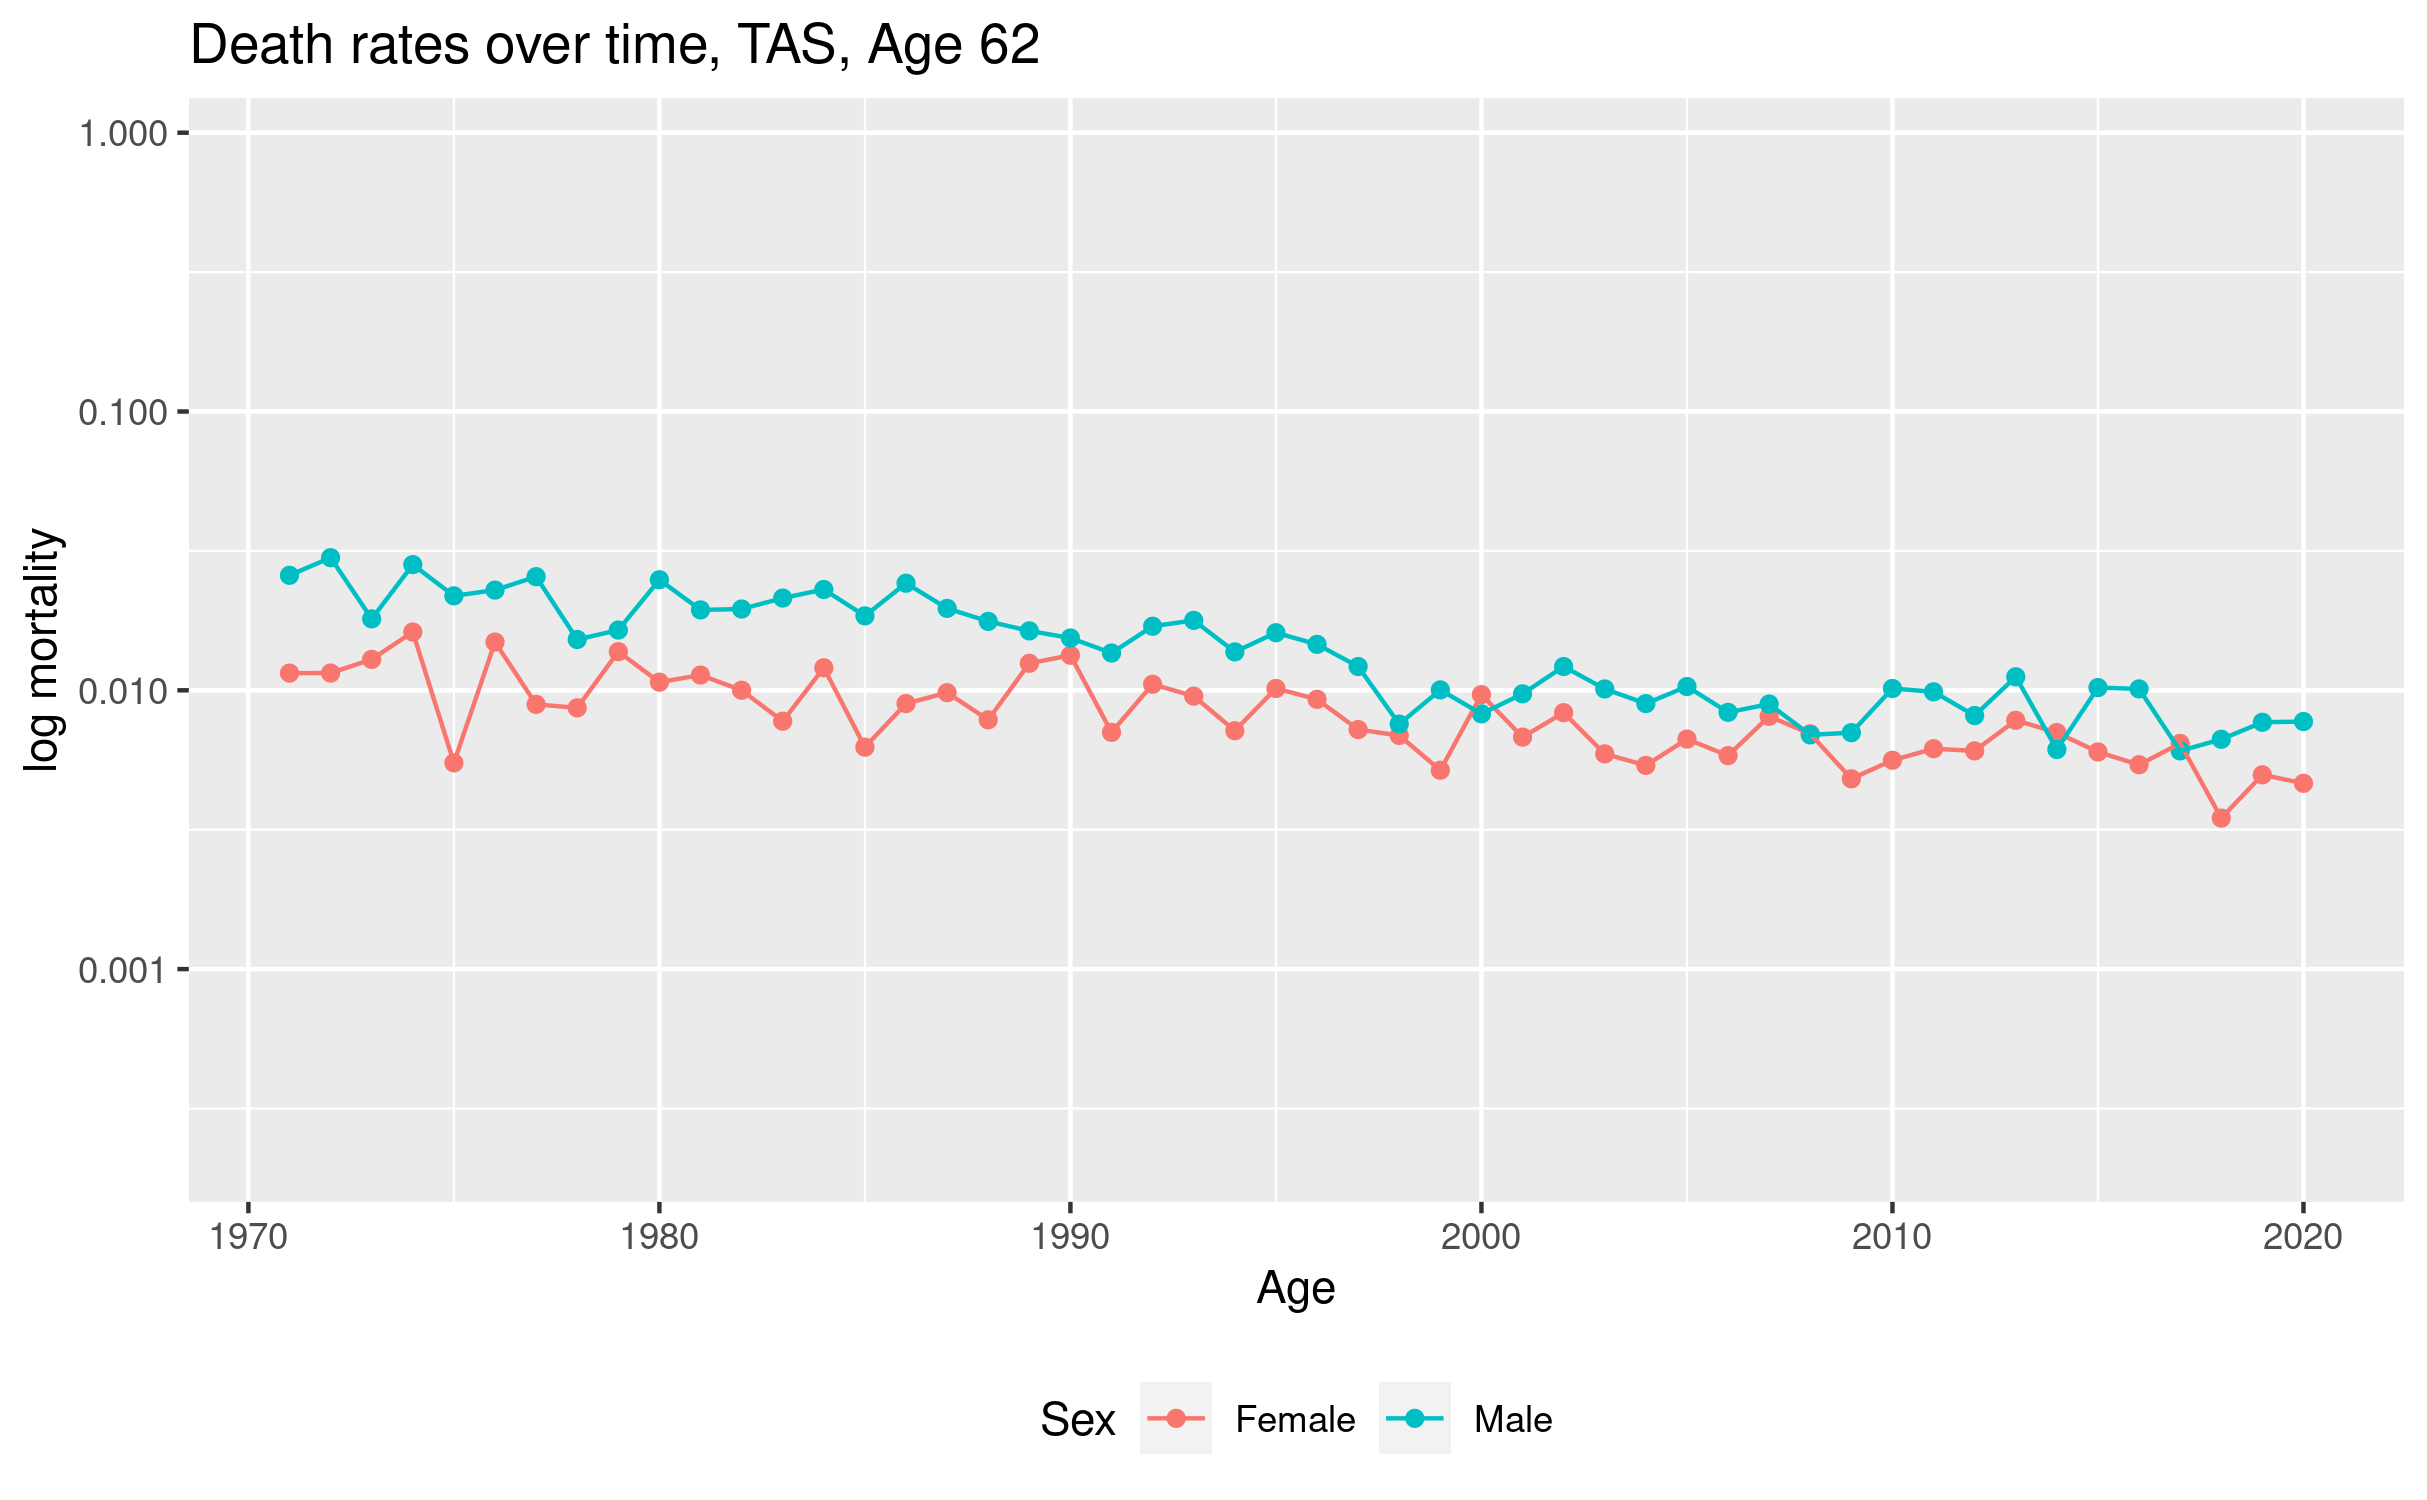 Death rates over time, TAS, Age 62
log mortality
1.000
0.100
0.010
0.001
1970 1980 1990 2000 2010 2020
Age
Sex Female Male